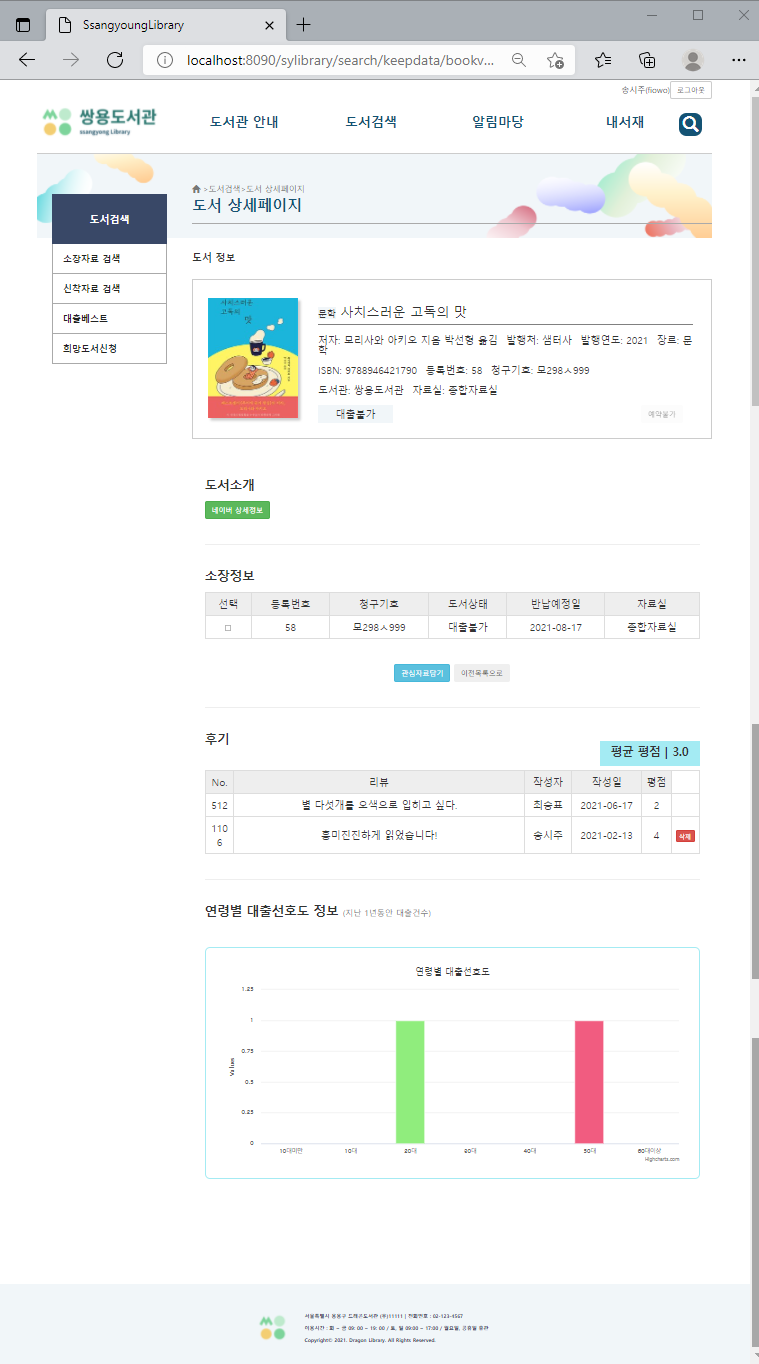 SsangyoungLibrary
localhost:8090/sylibrary/search/keepdata/bookv...
송시주(fiowo) 로그아웃
쌍용도서관
ssangyong Library
도서관 안내 도서검색 알림마당 내서재
>도서검색>도서 상세페이지
도서 상세페이지
도서검색
소장자료 검색
신착자료 검색
대출베스트
희망도서신청
도서 정보
사치스러운
고독의
맛
문학 사치스러운 고독의 맛
저자: 모리사와 아키오 지음 박선형 옮김 발행처: 샘터사 발행연도: 2021 장르: 문
학
ISBN: 9788946421790 등록번호: 58 청구기호: 모298ㅅ999
도서관: 쌍용도서관 자료실: 종합자료실
대출불가 예약불가
도서소개
네이버 상세정보
소장정보
선택 등록번호 청구기호 도서상태 반납예정일 자료실
58 모298ㅅ999 대출불가 2021-08-17 종합자료실
관심자료담기 이전목록으로
후기
평균 평점 | 3.0
No. 리뷰 작성자 작성일 평점
512 별 다섯개를 오색으로 입히고 싶다. 최승표 2021-06-17 2
110
6 흥미진진하게 읽었습니다! 송시주 2021-02-13 4 삭제
연령별 대출선호도 정보 (지난 1년동안 대출건수)
연령별 대출선호도
1.25
1
0.75
0.5
0.25
0
Values
10대미만 10대 20대 30대 40대 50대 60대이상
Highcharts.com
서울특별시 용용구 드래곤도서관 (우)11111 | 전화번호 : 02-123-4567
이용시간 : 화 ~ 금 09: 00 ~ 19: 00 / 토, 일 09:00 ~ 17:00 / 월요일, 공휴일 휴관
Copyright© 2021. Dragon Library. All Rights Reserved.